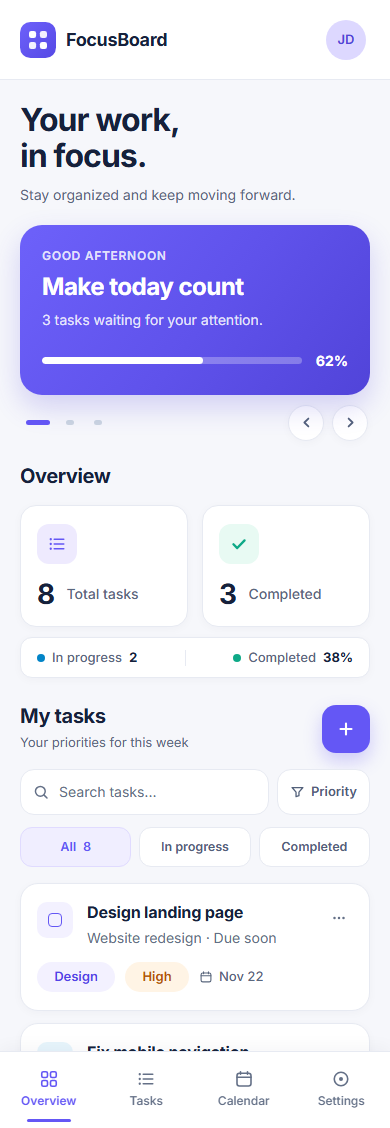 FocusBoard
JD
Your work,
in focus.
Stay organized and keep moving forward.
GOOD AFTERNOON
Make today count
3 tasks waiting for your attention.
62%
Overview
8 Total tasks
3 Completed
In progress 2
Completed 38%
My tasks
Your priorities for this week
+
Search tasks...
Priority
All 8
In progress
Completed
Design landing page
...
Website redesign · Due soon
Design
High
Nov 22
Fix mobile navigation
Overview
Tasks
Calendar
Settings